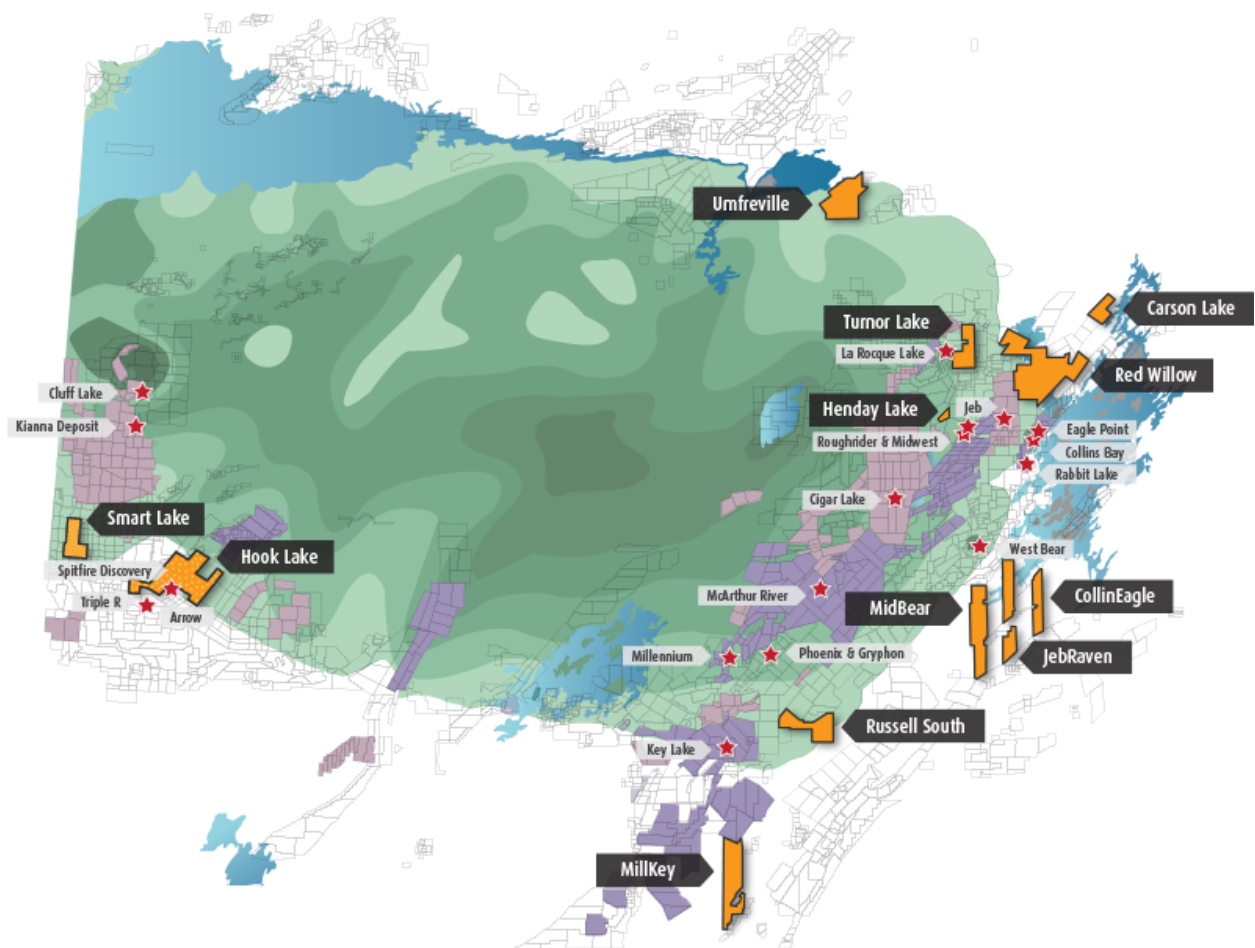 Umfreville
Carson Lake
Turnor Lake
La Rocque Lake
Red Willow
Cluff Lake
Henday Lake
Jeb
Kianna Deposit
Eagle Point
Roughrider & Midwest
Collins Bay
Rabbit Lake
Cigar Lake
Smart Lake
West Bear
Hook Lake
Spitfire Discovery
McArthur River
CollinEagle
Triple R
MidBear
Arrow
Millennium
Phoenix & Gryphon
JebRaven
Russell South
Key Lake
MillKey